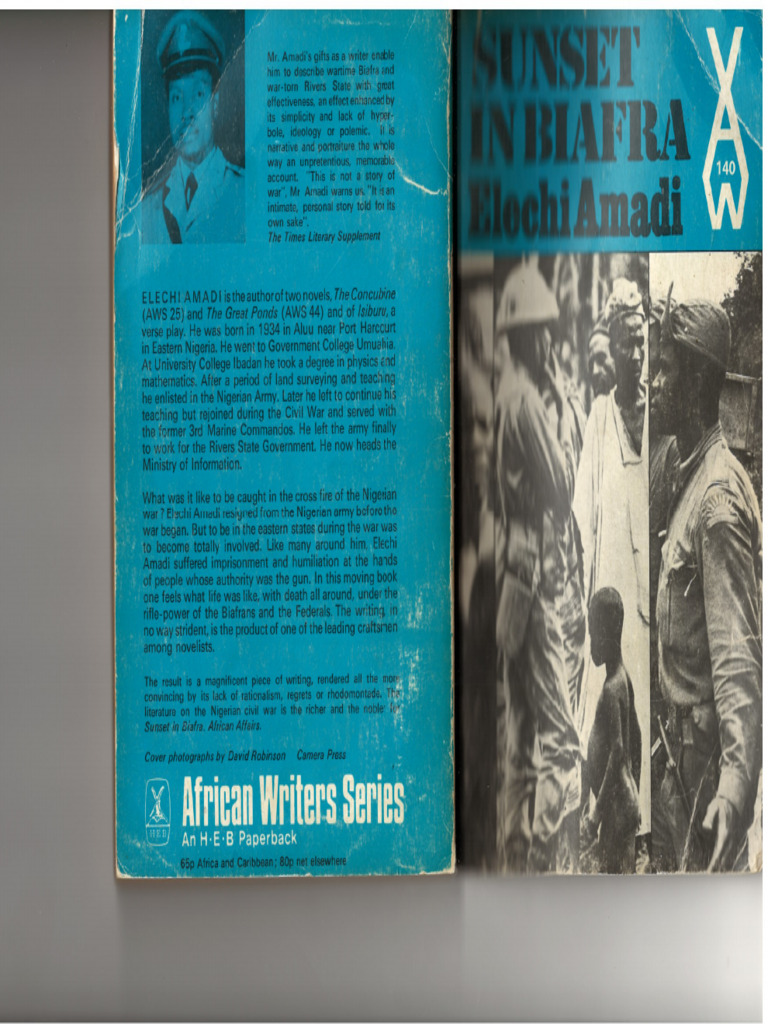 Mr. Amadi's gifts as a writer enable
him to describe wartime Biafra and
war-torn Rivers State with great
effectiveness, an effect enhanced by
its simplicity and lack of hyper-
bole, ideology or polemic. It is
narrative and portraiture the whole
way an unpretentious, memorable
account. "This is not a story of
war", Mr. Amadi warns us. "It is an
intimate, personal story told for its
own sake".
The Times Literary Supplement
ELECHI AMADI is the author of two novels, The Concubine
(AWS 25) and The Great Ponds (AWS 44) and of Isiburu, a
verse play. He was born in 1934 in Aluu near Port Harcourt
in Eastern Nigeria. He went to Government College Umuahia.
At University College Ibadan he took a degree in physics and
mathematics. After a period of land surveying and teaching
he enlisted in the Nigerian Army. Later he left to continue his
teaching but rejoined during the Civil War and served with
the former 3rd Marine Commandos. He left the army finally
to work for the Rivers State Government. He now heads the
Ministry of Information.
What was it like to be caught in the cross fire of the Nigerian
war? Elechi Amadi resigned from the Nigerian army before the
war began. But to be in the eastern states during the war was
to become totally involved. Like many around him, Elechi
Amadi suffered imprisonment and humiliation at the hands
of people whose authority was the gun. In this moving book
one feels what life was like, with death all around, under the
rifle-power of the Biafrans and the Federals. The writing, in
no way strident, is the product of one of the leading craftsmen
among novelists.
The result is a magnificent piece of writing, rendered all the more
convincing by its lack of rationalism, regrets or rhodomontade. The
literature on the Nigerian civil war is the richer and the nobler for
Sunset in Biafra. African Affairs.
Cover photographs by David Robinson Camera Press
HEB
African Writers Series
An H·E·B Paperback
65p Africa and Caribbean; 80p net elsewhere
SUNSET
IN BIAFRA
Elechi Amadi
AW
140